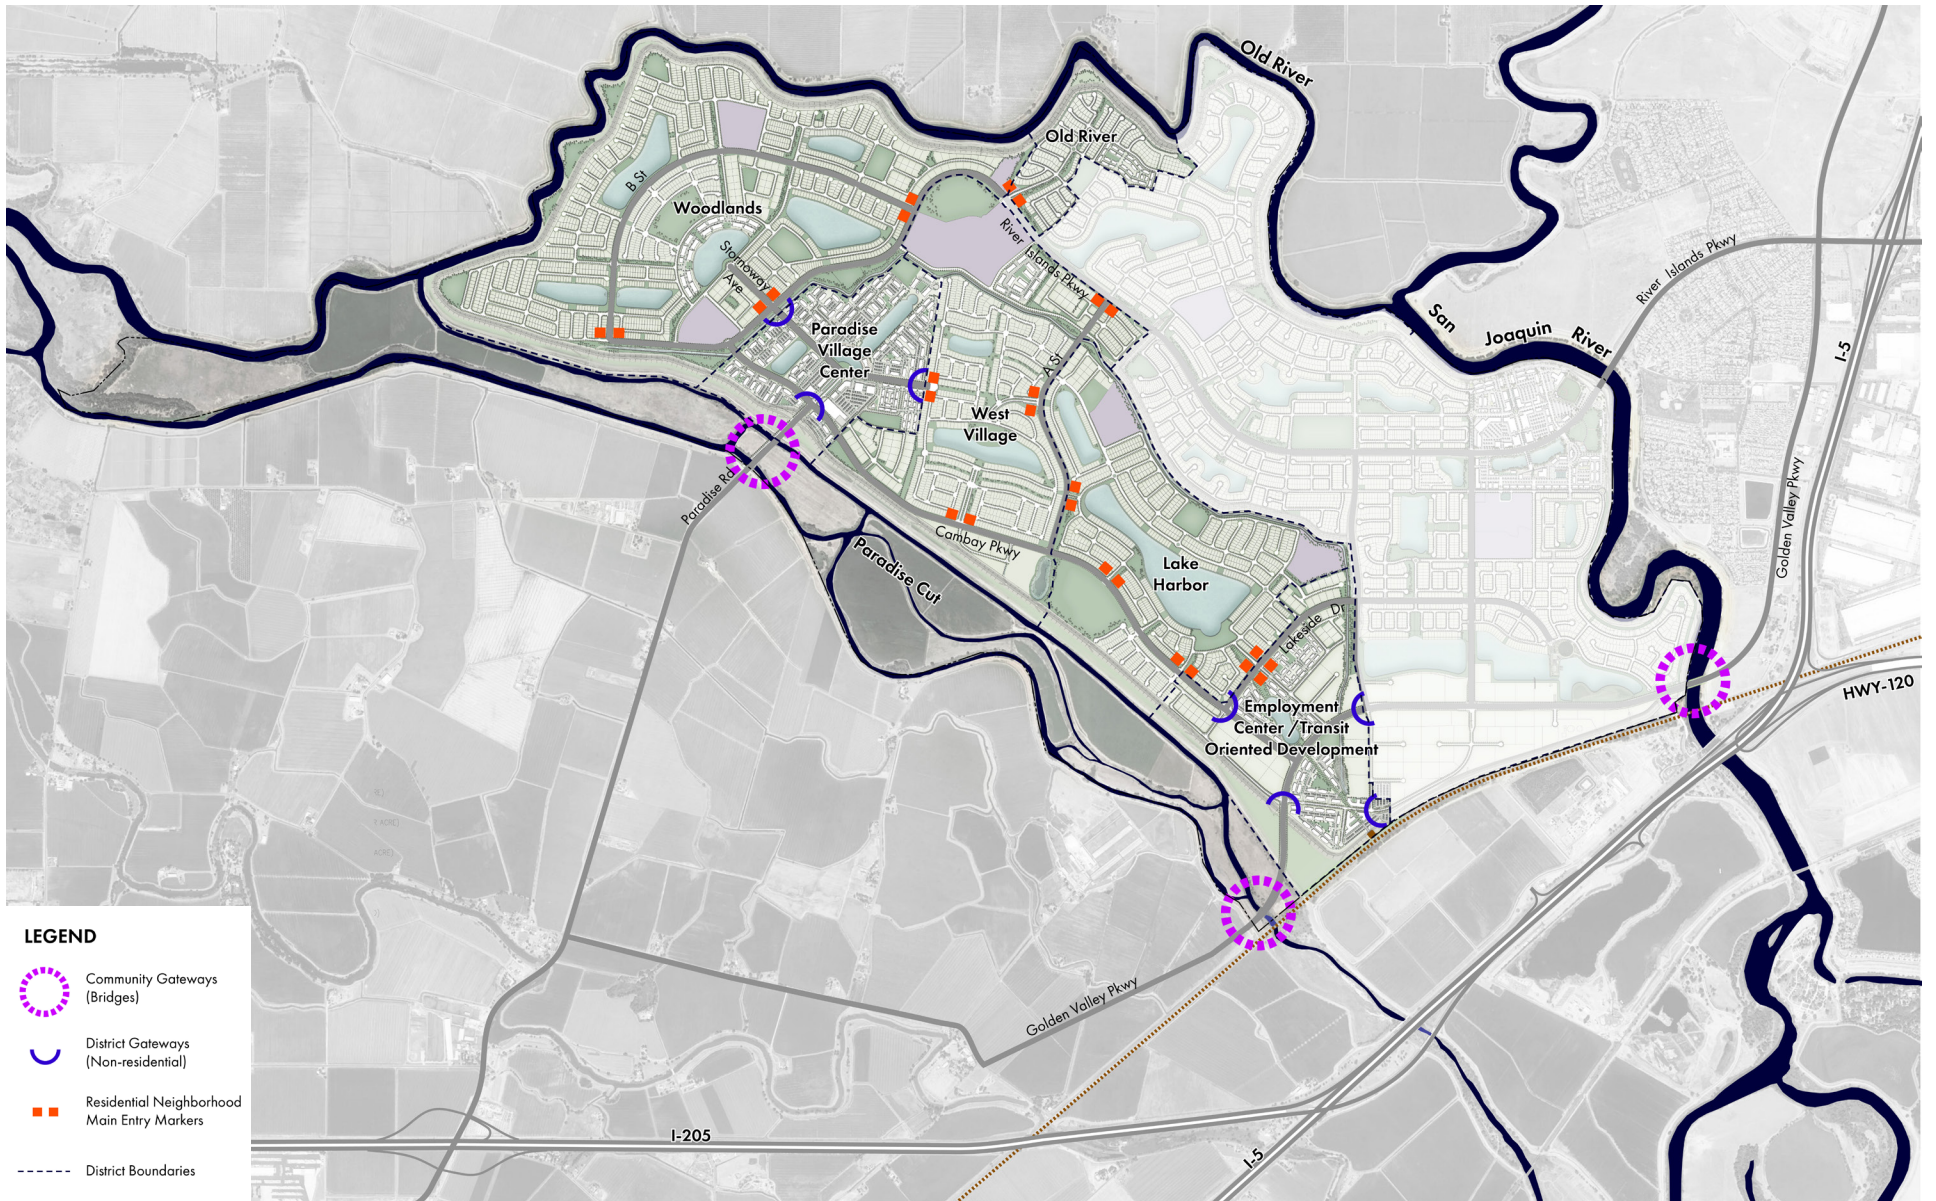 Old River
Old River
B St
Woodlands
Stornoway
Ave
River Islands Pkwy
River Islands Pkwy
San Joaquin River
I-5
Paradise
Village
Center
A St
West
Village
Golden Valley Pkwy
Paradise Rd
Cambay Pkwy
Paradise Cut
Lake
Harbor
Lakeside Dr
HWY-120
Employment
Center / Transit
Oriented Development
Golden Valley Pkwy
I-205
I-5
LEGEND
Community Gateways
(Bridges)
District Gateways
(Non-residential)
Residential Neighborhood
Main Entry Markers
District Boundaries